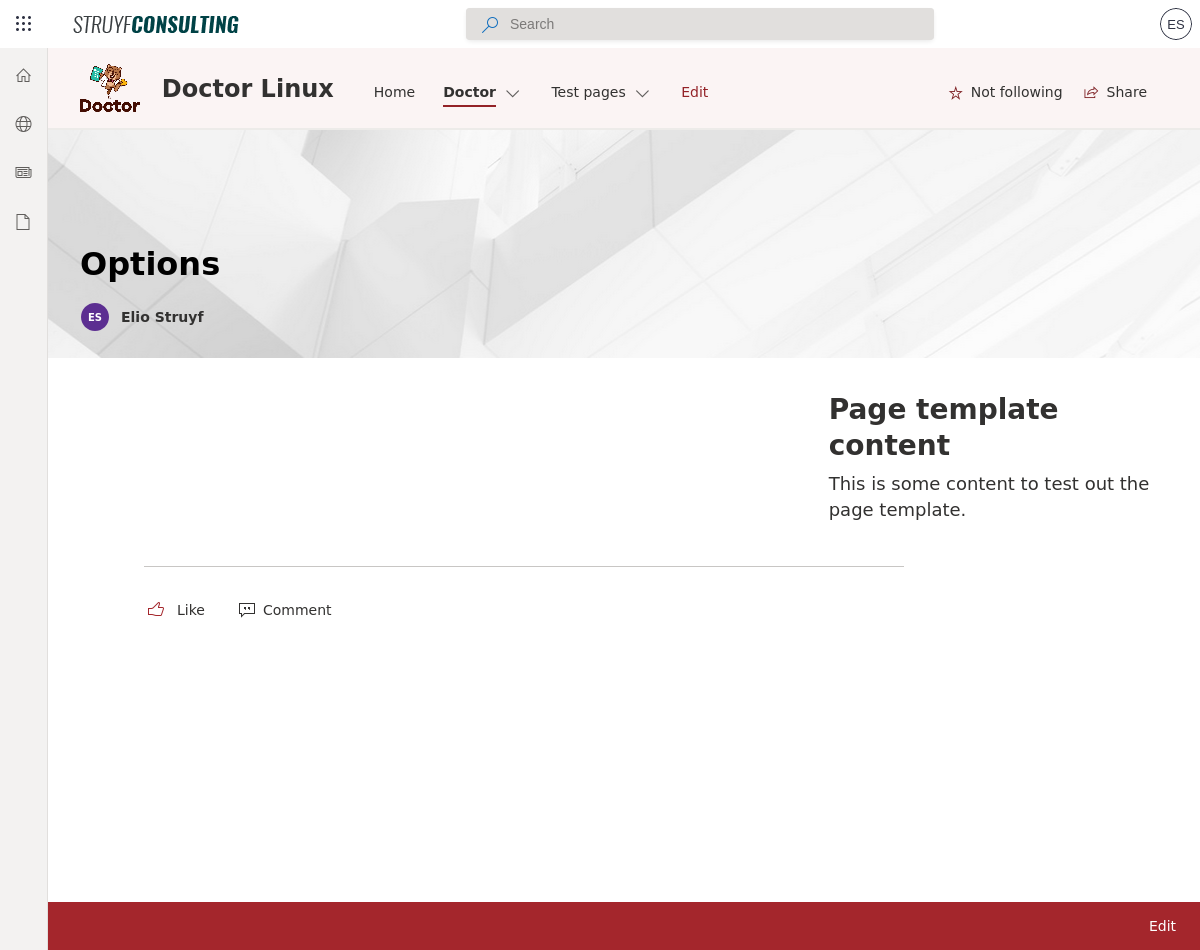 STRUYFCONSULTING
Search
ES
Doctor
Doctor Linux
Home
Doctor
Test pages
Edit
Not following
Share
Options
ES
Elio Struyf
Page template
content
This is some content to test out the
page template.
Like
Comment
Edit